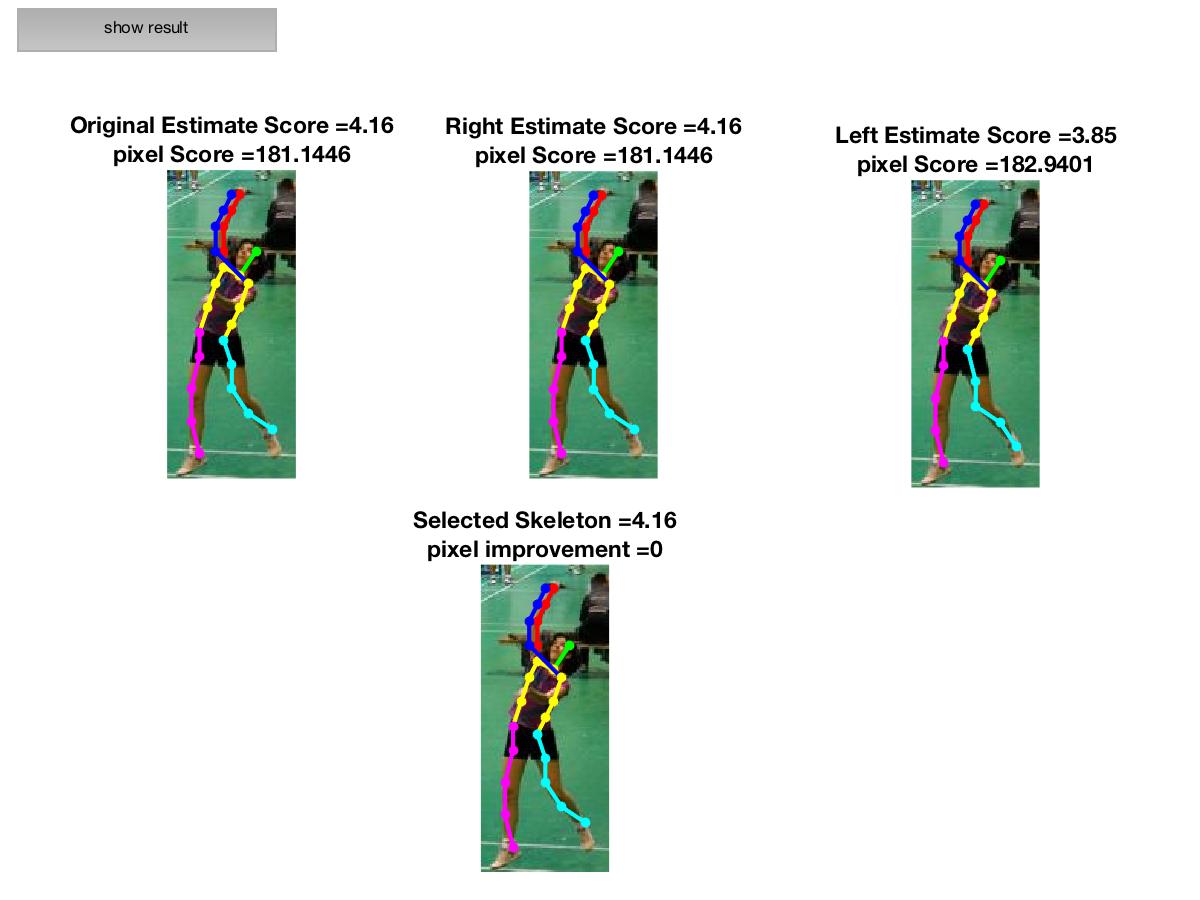 show result
Original Estimate Score =4.16
pixel Score =181.1446
Right Estimate Score =4.16
pixel Score =181.1446
Left Estimate Score =3.85
pixel Score =182.9401
Selected Skeleton =4.16
pixel improvement =0